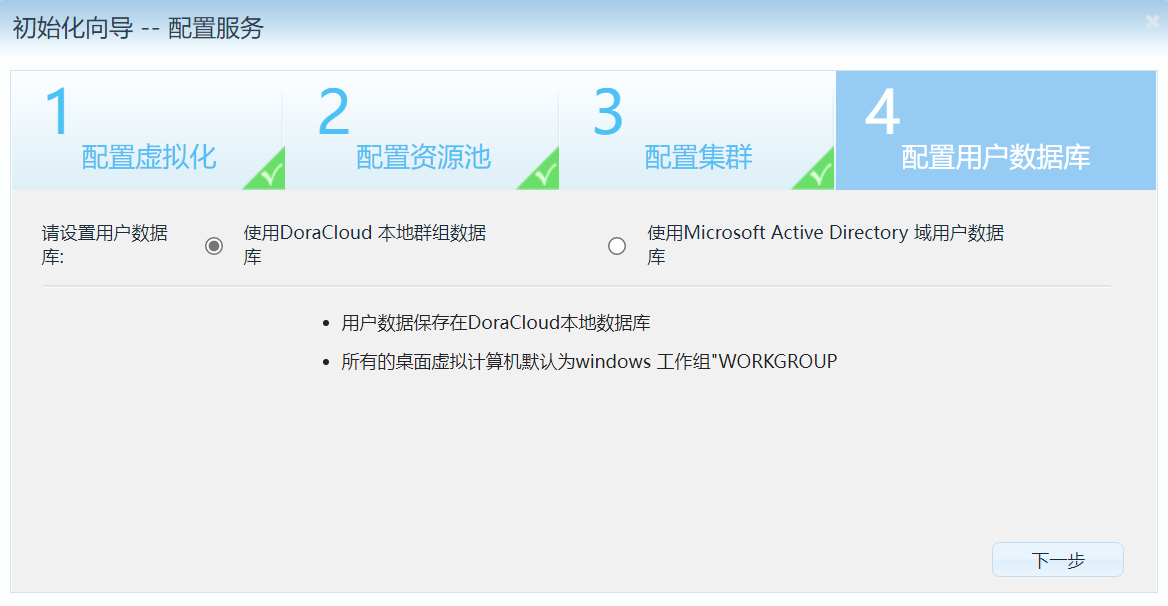 初始化向导 -- 配置服务
1
配置虚拟化
2
配置资源池
3
配置集群
4
配置用户数据库
请设置用户数据
库:
使用DoraCloud 本地群组数据
库
使用Microsoft Active Directory 域用户数据
库
用户数据保存在DoraCloud本地数据库
所有的桌面虚拟计算机默认为windows 工作组"WORKGROUP
下一步